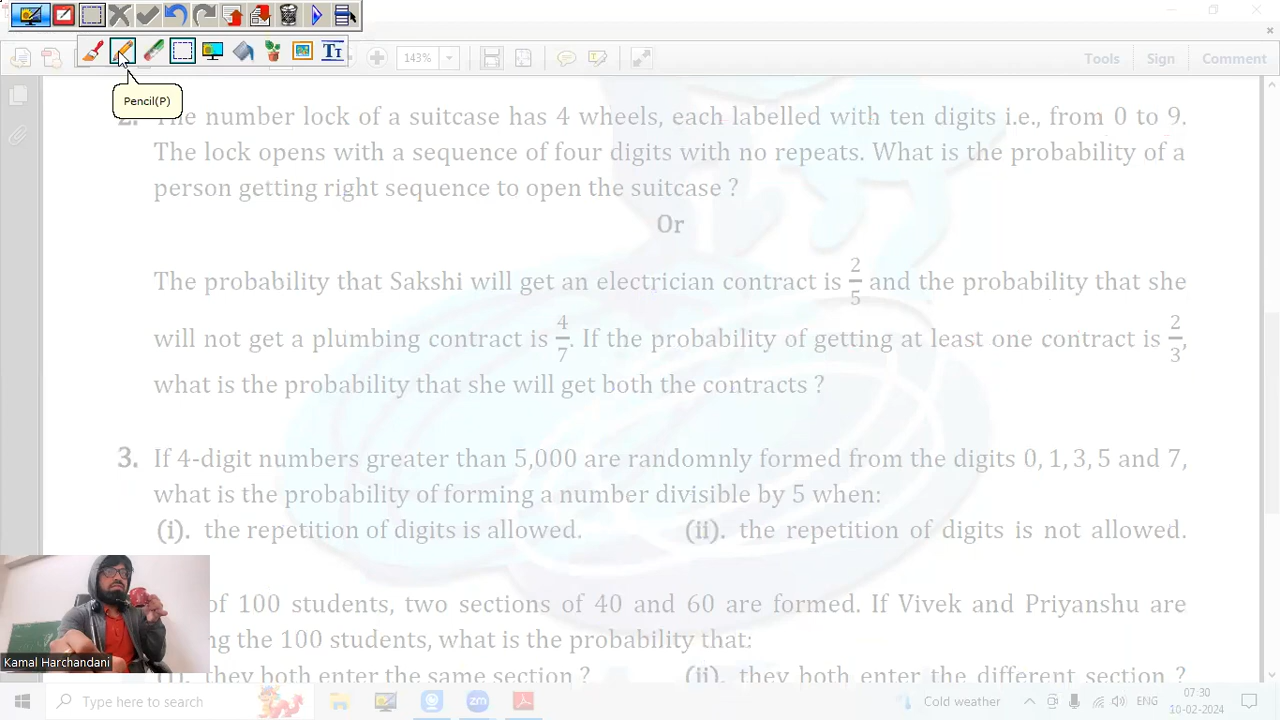 143%
Tools
Sign
Comment
Pencil(P)
2. The number lock of a suitcase has 4 wheels, each labelled with ten digits i.e., from 0 to 9.
The lock opens with a sequence of four digits with no repeats. What is the probability of a
person getting right sequence to open the suitcase ?
Or
The probability that Sakshi will get an electrician contract is 2/5 and the probability that she
will not get a plumbing contract is 4/7. If the probability of getting at least one contract is 2/3,
what is the probability that she will get both the contracts ?
3. If 4-digit numbers greater than 5,000 are randomnly formed from the digits 0, 1, 3, 5 and 7,
what is the probability of forming a number divisible by 5 when:
(i). the repetition of digits is allowed. (ii). the repetition of digits is not allowed.
of 100 students, two sections of 40 and 60 are formed. If Vivek and Priyanshu are
the 100 students, what is the probability that:
they both enter the same section ? (ii). they both enter the different section ?
Kamal Harchandani
Type here to search
Cold weather
ENG
07:30
10-02-2024